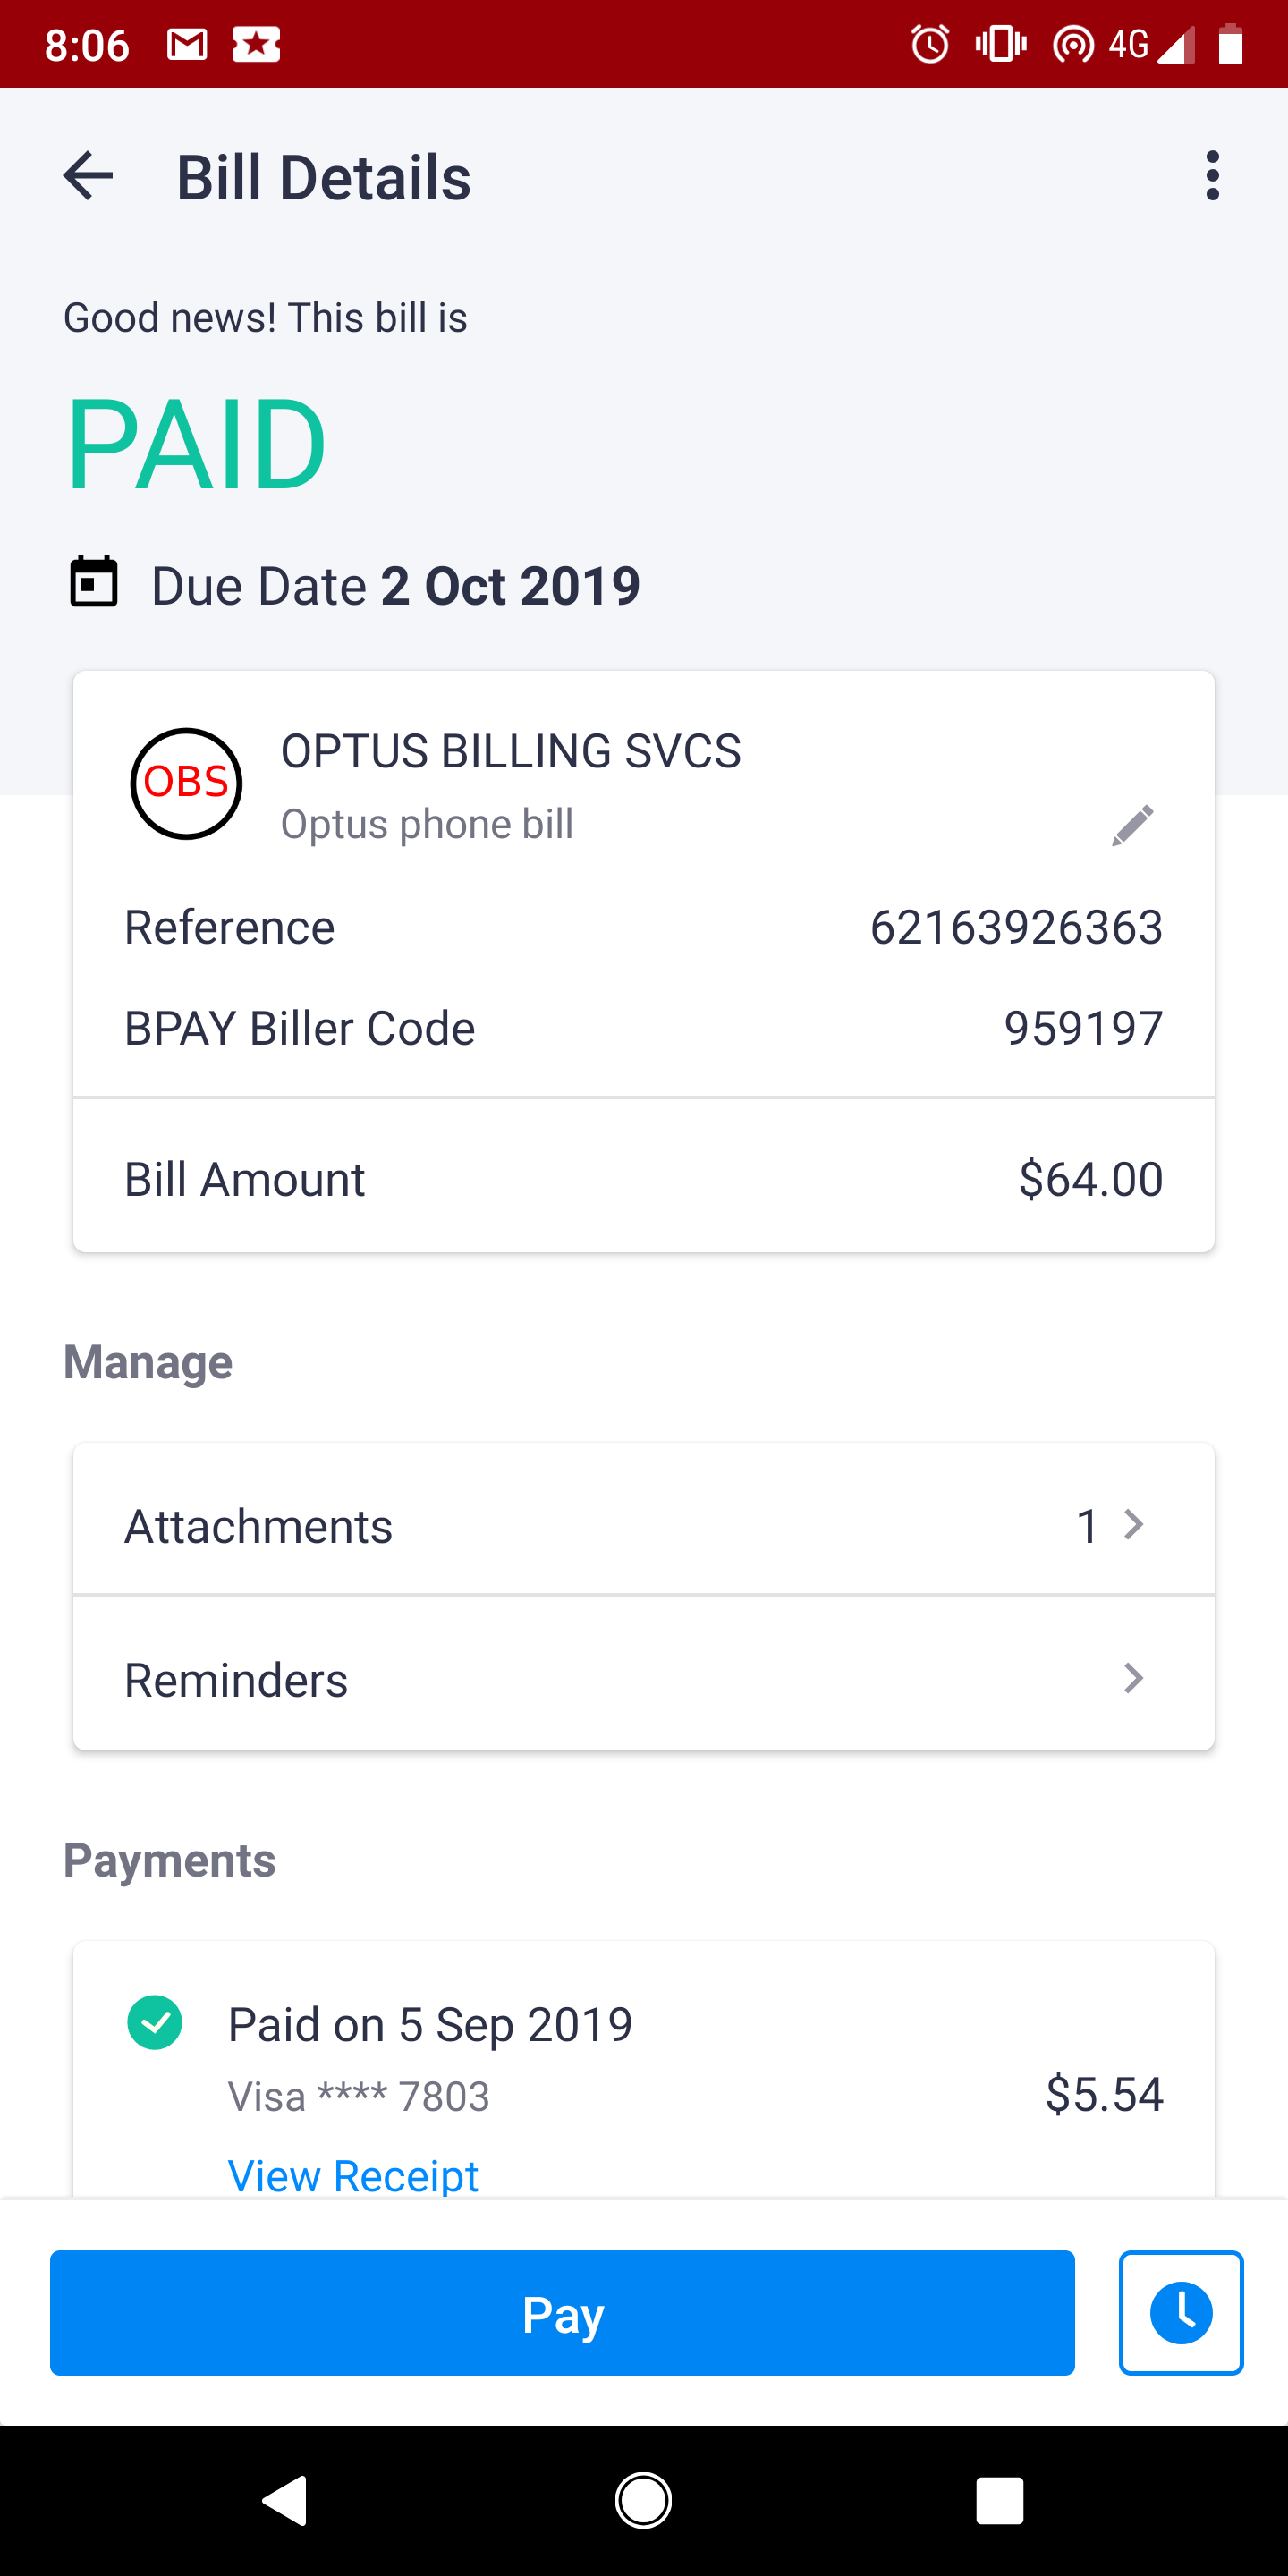 8:06 4G
Bill Details
Good news! This bill is
PAID
Due Date 2 Oct 2019
OBS
OPTUS BILLING SVCS
Optus phone bill
Reference 62163926363
BPAY Biller Code 959197
Bill Amount $64.00
Manage
Attachments 1
Reminders
Payments
Paid on 5 Sep 2019
Visa **** 7803 $5.54
View Receipt
Pay